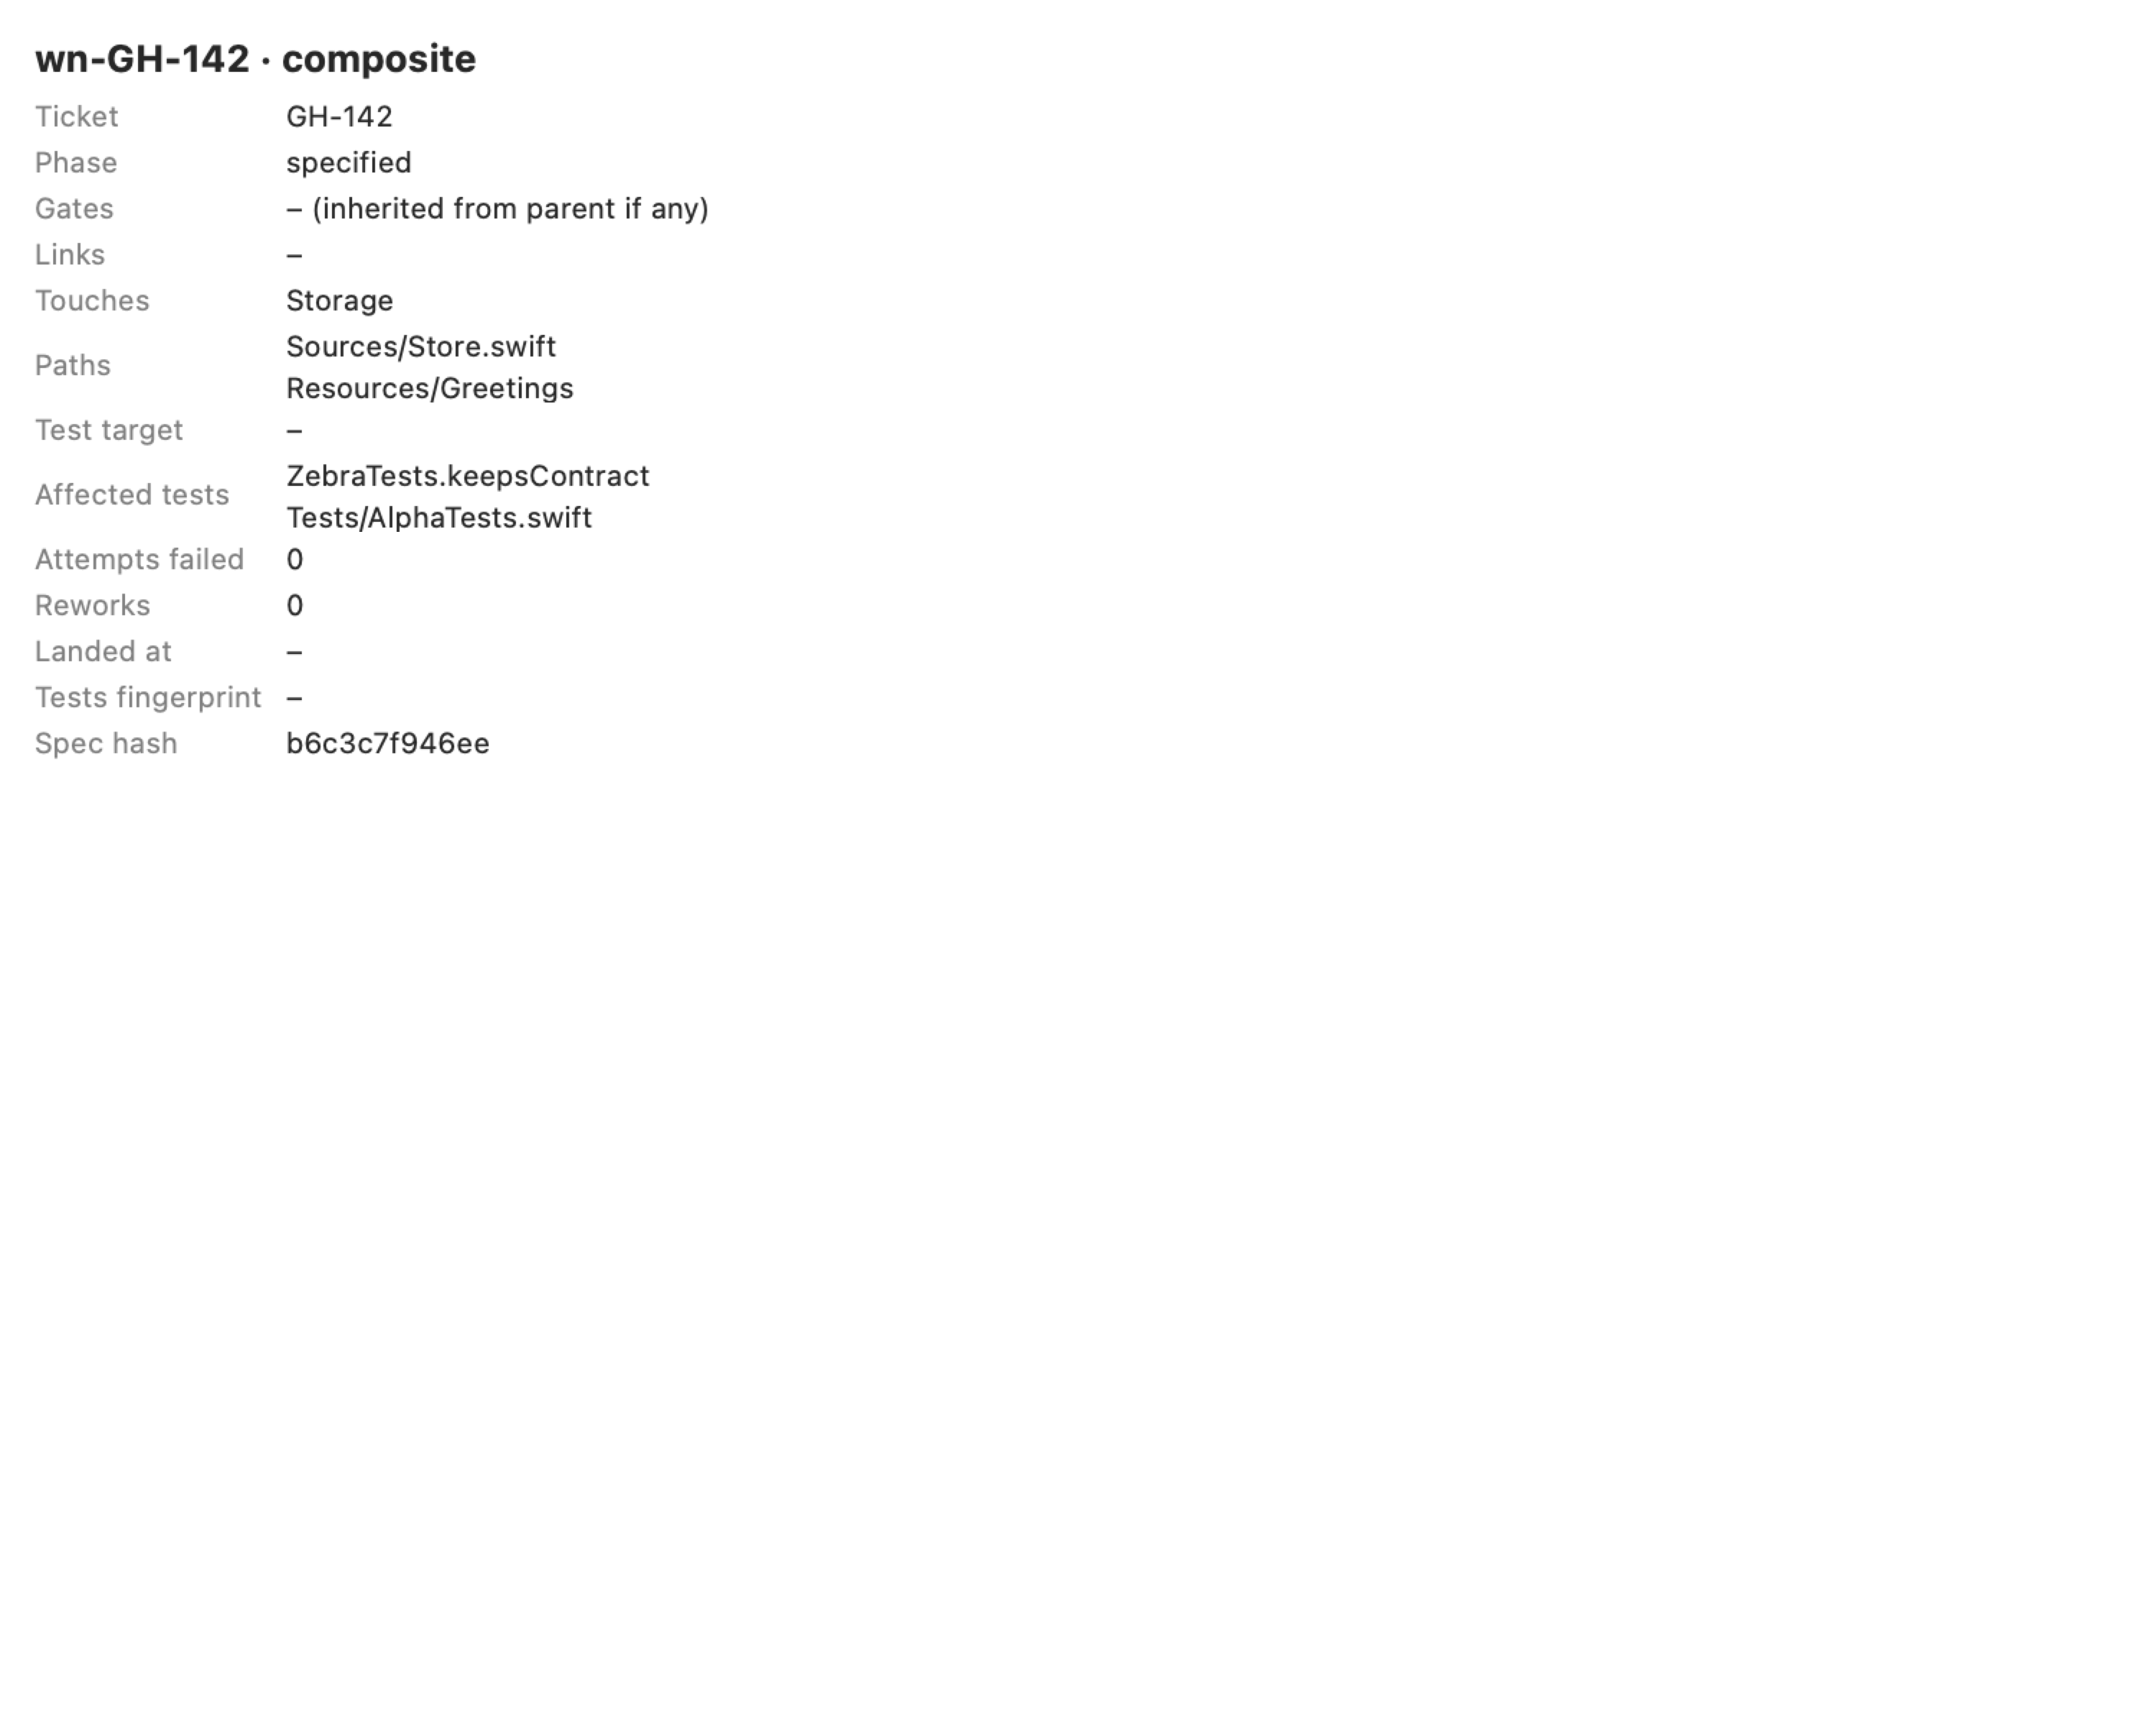 wn-GH-142 · composite
Ticket GH-142
Phase specified
Gates – (inherited from parent if any)
Links –
Touches Storage
Paths Sources/Store.swift
Resources/Greetings
Test target –
Affected tests ZebraTests.keepsContract
Tests/AlphaTests.swift
Attempts failed 0
Reworks 0
Landed at –
Tests fingerprint –
Spec hash b6c3c7f946ee